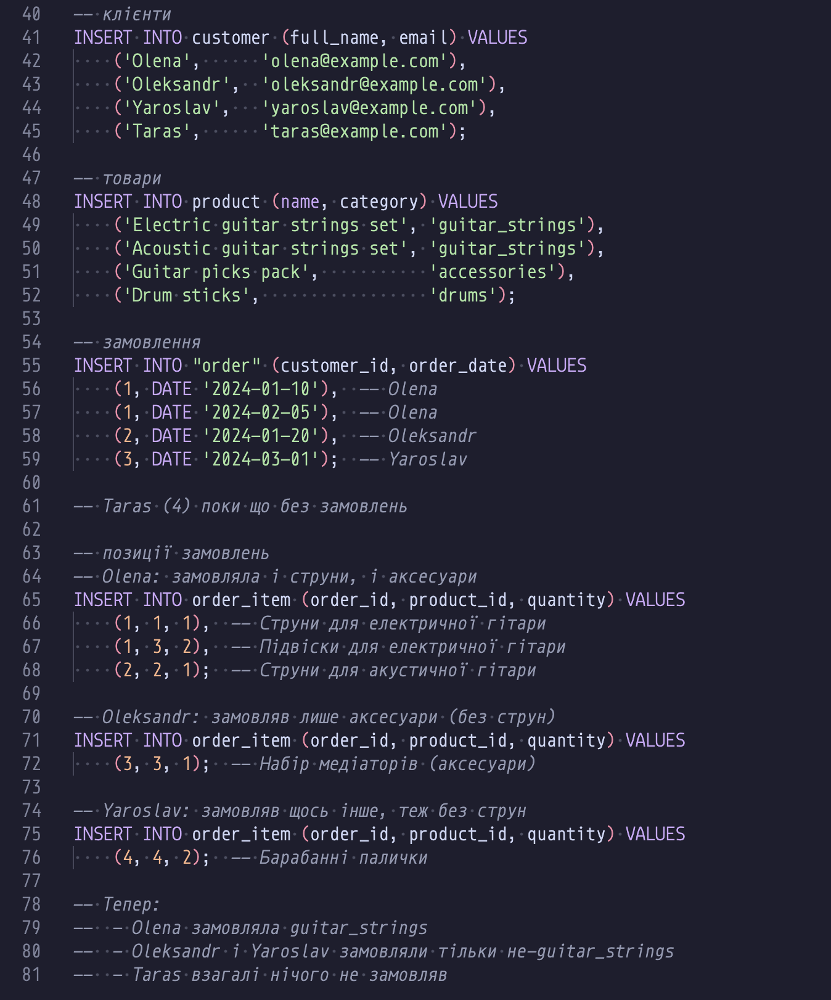 40 -- клієнти
41 INSERT INTO customer (full_name, email) VALUES
42     ('Olena',      'olena@example.com'),
43     ('Oleksandr',  'oleksandr@example.com'),
44     ('Yaroslav',   'yaroslav@example.com'),
45     ('Taras',      'taras@example.com');
46
47 -- товари
48 INSERT INTO product (name, category) VALUES
49     ('Electric guitar strings set', 'guitar_strings'),
50     ('Acoustic guitar strings set', 'guitar_strings'),
51     ('Guitar picks pack',           'accessories'),
52     ('Drum sticks',                 'drums');
53
54 -- замовлення
55 INSERT INTO "order" (customer_id, order_date) VALUES
56     (1, DATE '2024-01-10'),  -- Olena
57     (1, DATE '2024-02-05'),  -- Olena
58     (2, DATE '2024-01-20'),  -- Oleksandr
59     (3, DATE '2024-03-01');  -- Yaroslav
60
61 -- Taras (4) поки що без замовлень
62
63 -- позиції замовлень
64 -- Olena: замовляла і струни, і аксесуари
65 INSERT INTO order_item (order_id, product_id, quantity) VALUES
66     (1, 1, 1),  -- Струни для електричної гітари
67     (1, 3, 2),  -- Підвіски для електричної гітари
68     (2, 2, 1);  -- Струни для акустичної гітари
69
70 -- Oleksandr: замовляв лише аксесуари (без струн)
71 INSERT INTO order_item (order_id, product_id, quantity) VALUES
72     (3, 3, 1);  -- Набір медіаторів (аксесуари)
73
74 -- Yaroslav: замовляв щось інше, теж без струн
75 INSERT INTO order_item (order_id, product_id, quantity) VALUES
76     (4, 4, 2);  -- Барабанні палички
77
78 -- Тепер:
79 --  - Olena замовляла guitar_strings
80 --  - Oleksandr і Yaroslav замовляли тільки не-guitar_strings
81 --  - Taras взагалі нічого не замовляв